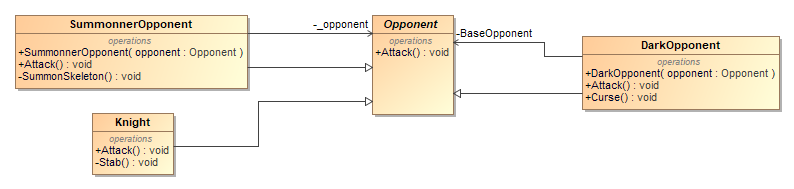 SummonnerOpponent
operations
+SummonnerOpponent( opponent : Opponent )
+Attack() : void
-SummonSkeleton() : void
-_opponent
Opponent
operations
+Attack() : void
-BaseOpponent
DarkOpponent
operations
+DarkOpponent( opponent : Opponent )
+Attack() : void
+Curse() : void
Knight
operations
+Attack() : void
-Stab() : void